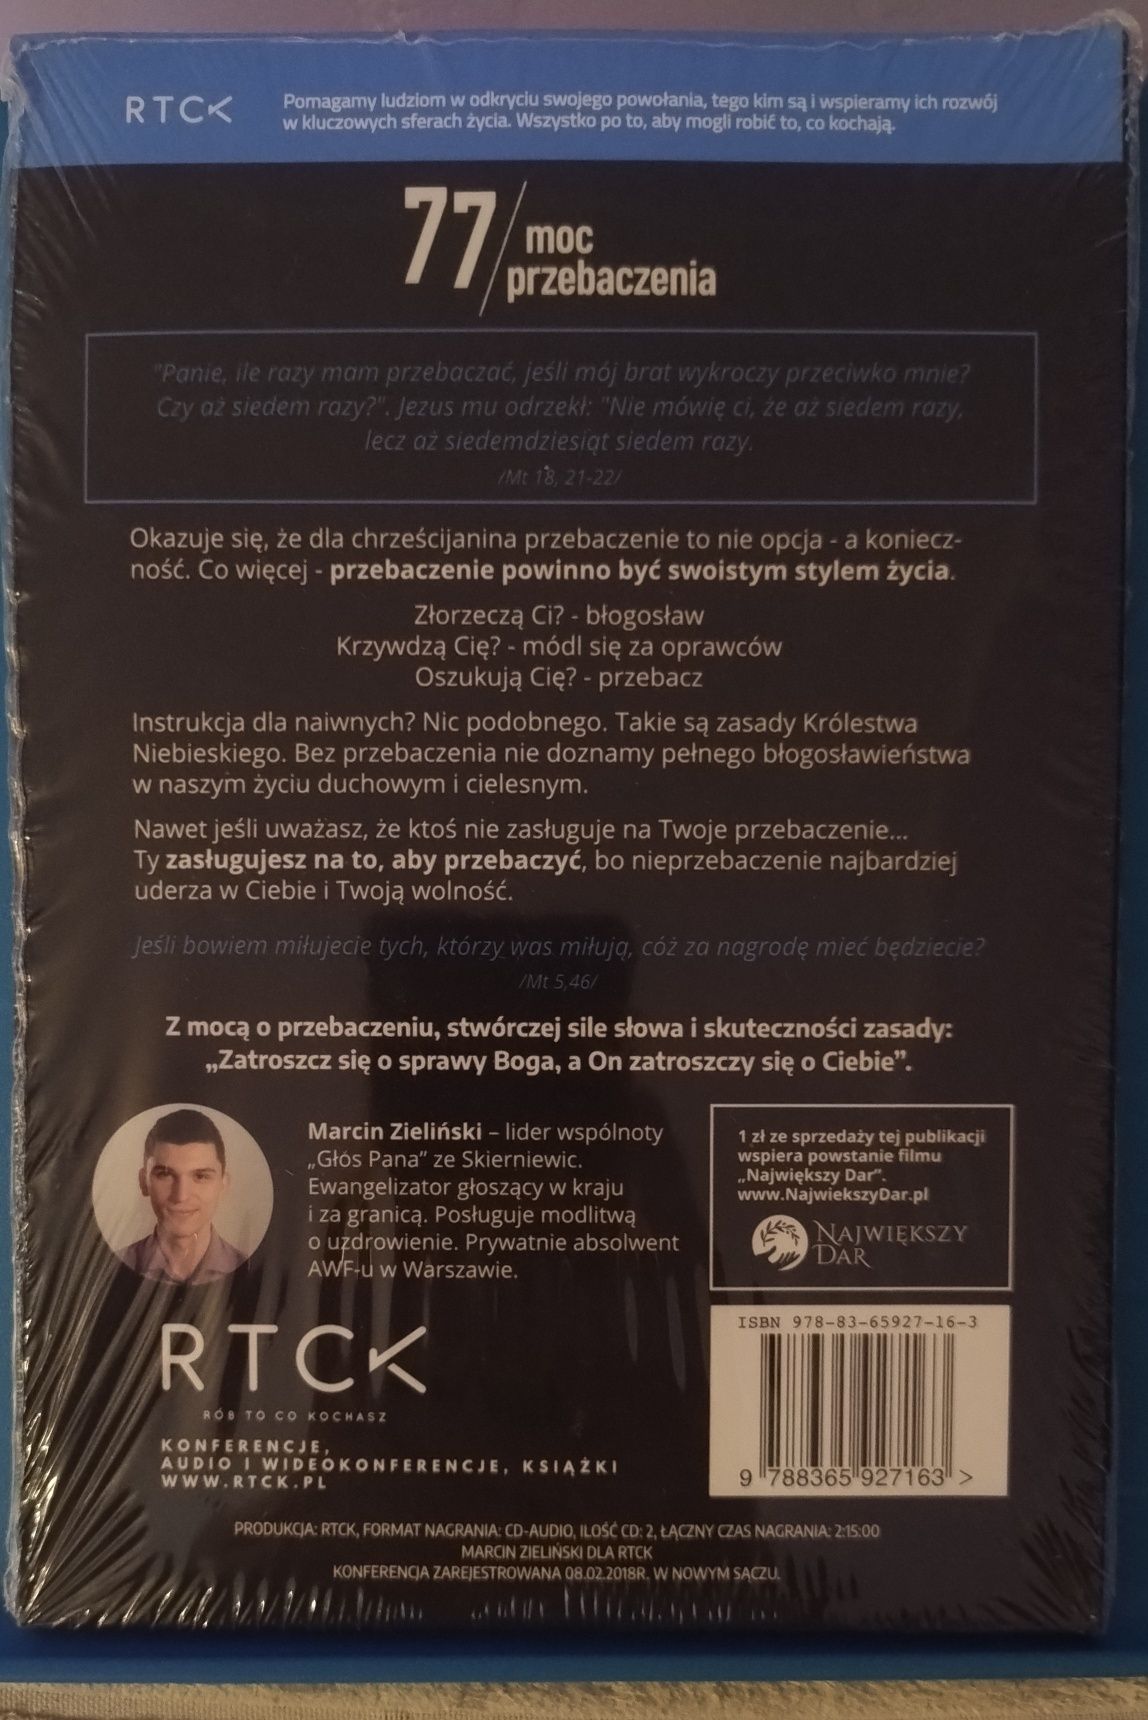 RTCK
Pomagamy ludziom w odkryciu swojego powołania, tego kim są i wspieramy ich rozwój
w kluczowych sferach życia. Wszystko po to, aby mogli robić to, co kochają.
77/moc
przebaczenia
"Panie, ile razy mam przebaczać, jeśli mój brat wykroczy przeciwko mnie?
Czy aż siedem razy?". Jezus mu odrzekł: "Nie mówię ci, że aż siedem razy,
lecz aż siedemdziesiąt siedem razy.
/Mt 18, 21-22/
Okazuje się, że dla chrześcijanina przebaczenie to nie opcja - a koniecz-
ność. Co więcej - przebaczenie powinno być swoistym stylem życia.
Złorzeczą Ci? - błogosław
Krzywdzą Cię? - módl się za oprawców
Oszukują Cię? - przebacz
Instrukcja dla naiwnych? Nic podobnego. Takie są zasady Królestwa
Niebieskiego. Bez przebaczenia nie doznamy pełnego błogosławieństwa
w naszym życiu duchowym i cielesnym.
Nawet jeśli uważasz, że ktoś nie zasługuje na Twoje przebaczenie...
Ty zasługujesz na to, aby przebaczyć, bo nieprzebaczenie najbardziej
uderza w Ciebie i Twoją wolność.
Jeśli bowiem miłujecie tych, którzy was miłują, cóż za nagrodę mieć będziecie?
/Mt 5,46/
Z mocą o przebaczeniu, stwórczej sile słowa i skuteczności zasady:
„Zatroszcz się o sprawy Boga, a On zatroszczy się o Ciebie”.
Marcin Zieliński – lider wspólnoty
„Głos Pana” ze Skierniewic.
Ewangelizator głoszący w kraju
i za granicą. Posługuje modlitwą
o uzdrowienie. Prywatnie absolwent
AWF-u w Warszawie.
1 zł ze sprzedaży tej publikacji
wspiera powstanie filmu
„Największy Dar”.
www.NajwiekszyDar.pl
NAJWIĘKSZY
DAR
RTCK
RÓB TO CO KOCHASZ
KONFERENCJE,
AUDIO I WIDEOKONFERENCJE, KSIĄŻKI
WWW.RTCK.PL
ISBN 978-83-65927-16-3
9 788365 927163 >
PRODUKCJA: RTCK, FORMAT NAGRANIA: CD-AUDIO, ILOŚĆ CD: 2, ŁĄCZNY CZAS NAGRANIA: 2:15:00
MARCIN ZIELIŃSKI DLA RTCK
KONFERENCJA ZAREJESTROWANA 08.02.2018R. W NOWYM SĄCZU.